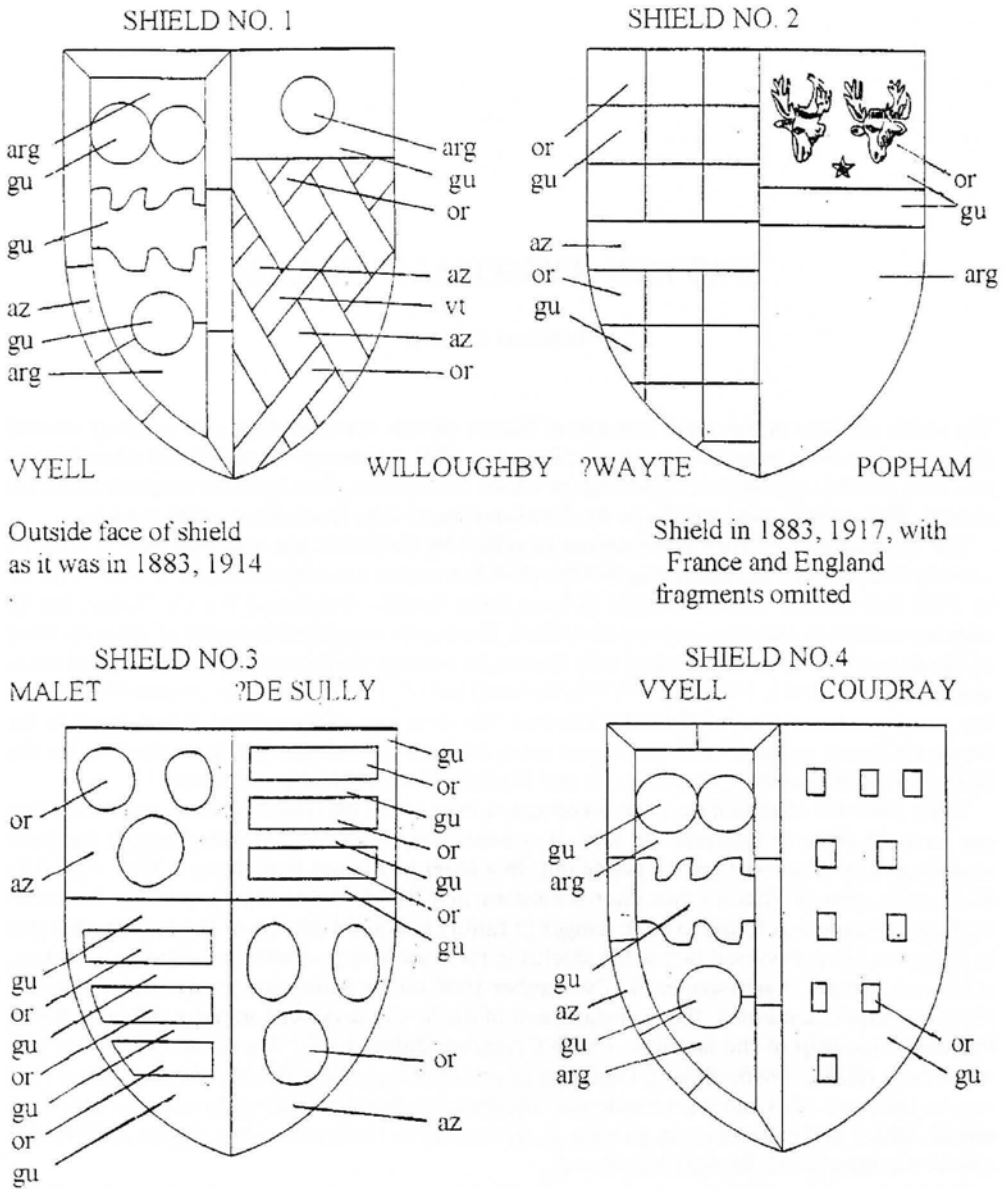 SHIELD NO. 1
arg
gu
gu
az
gu
arg
arg
gu
or
az
vt
az
or
VYELL
WILLOUGHBY
Outside face of shield
as it was in 1883, 1914
SHIELD NO. 2
or
gu
az
or
gu
or
gu
arg
?WAYTE
POPHAM
Shield in 1883, 1917, with
France and England
fragments omitted
SHIELD NO.3
MALET
?DE SULLY
or
az
gu
or
gu
or
gu
or
gu
gu
or
gu
or
gu
or
gu
or
az
SHIELD NO.4
VYELL
COUDRAY
gu
arg
gu
az
gu
arg
or
gu